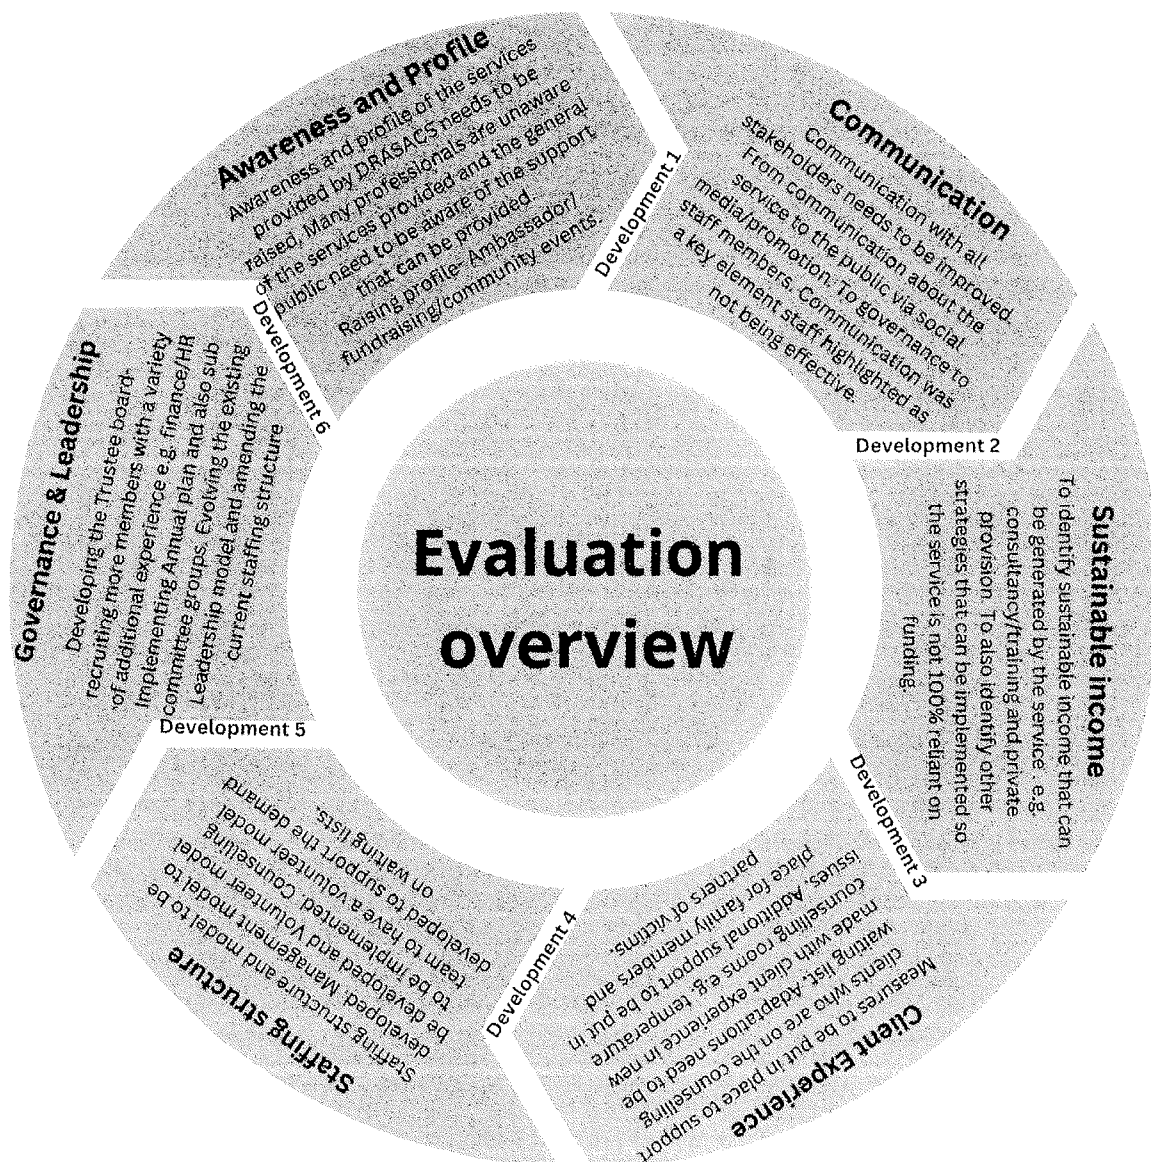 Evaluation
overview
Development 1
Communication
Communication with all
stakeholders needs to be improved.
From communication about the
service to the public via social
media/promotion. To governance to
staff members. Communication was
a key element staff highlighted as
not being effective.
Development 2
Sustainable income
To identify sustainable income that can
be generated by the service . e.g.
consultancy/training and private
provision. To also identify other
strategies that can be implemented so
the service is not 100% reliant on
funding.
Development 3
Client Experience
Measures to be put in place to support
clients who are on the counselling
waiting list. Adaptations need to be
made with client experience in new
counselling rooms e.g. temperature
issues. Additional support to be put in
place for family members and
partners of victims.
Development 4
Staffing structure
Staffing structure and model to be
developed. Management model to
be developed and Volunteer model
to be implemented. Counselling
team to have a volunteer model
developed to support the demand
on waiting lists.
Development 5
Governance & Leadership
Developing the Trustee board-
recruiting more members with a variety
of additional experience e.g. finance/HR
Implementing Annual plan and also sub
committee groups. Evolving the existing
Leadership model and amending the
current staffing structure
Development 6
Awareness and Profile
Awareness and profile of the services
provided by DRASACS needs to be
raised, Many professionals are unaware
of the services provided and the general
public need to be aware of the support
that can be provided
Raising profile- Ambassador/
fundraising/community events.